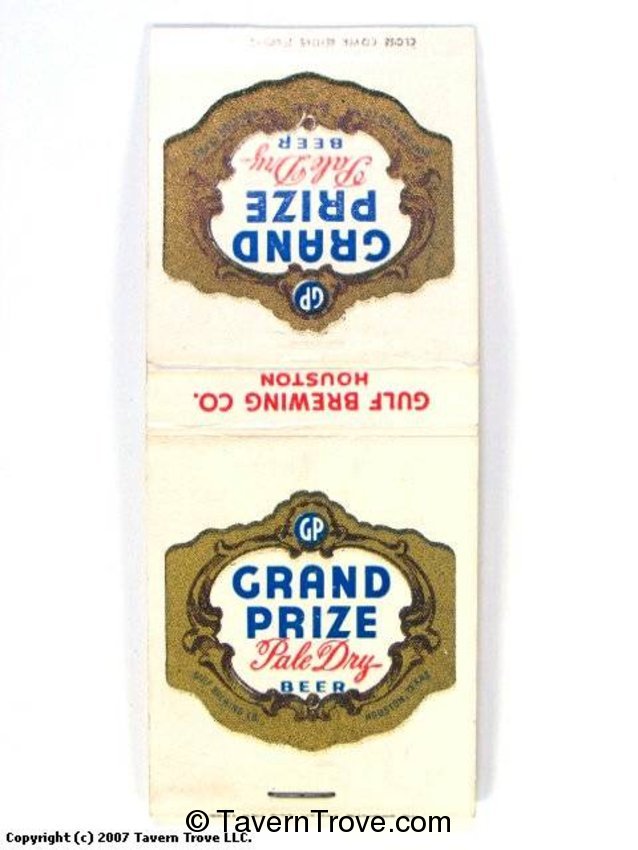 CLOSE COVER BEFORE STRIKING
BEER
Pale Dry
PRIZE
GRAND
GP
HOUSTON
GULF BREWING CO.
GP
GRAND
PRIZE
Pale Dry
BEER
GULF BREWING CO. HOUSTON, TEXAS
© TavernTrove.com
Copyright (c) 2007 Tavern Trove LLC.